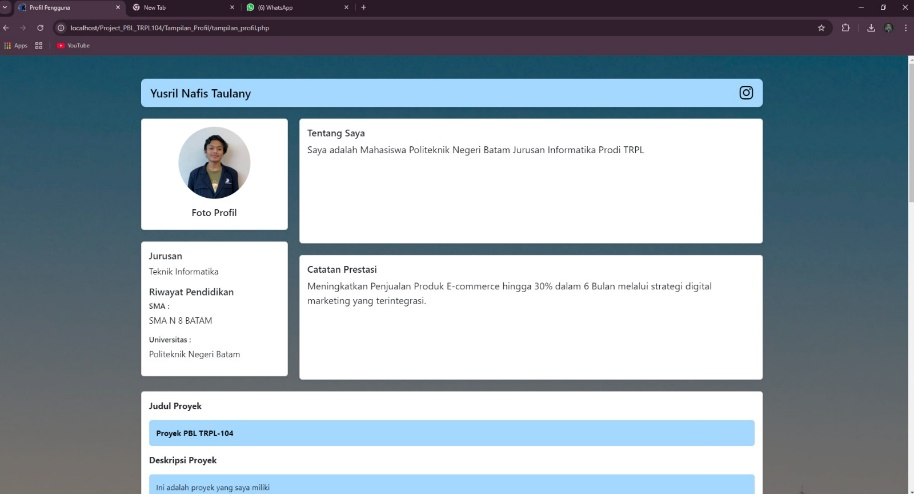 Profil Pengguna
New Tab
(6) WhatsApp
localhost/Project_PBL_TRPL104/Tampilan_Profil/tampilan_profil.php
Apps
YouTube
Yusril Nafis Taulany
Foto Profil
Tentang Saya
Saya adalah Mahasiswa Politeknik Negeri Batam Jurusan Informatika Prodi TRPL
Jurusan
Teknik Informatika
Riwayat Pendidikan
SMA :
SMA N 8 BATAM
Universitas :
Politeknik Negeri Batam
Catatan Prestasi
Meningkatkan Penjualan Produk E-commerce hingga 30% dalam 6 Bulan melalui strategi digital
marketing yang terintegrasi.
Judul Proyek
Proyek PBL TRPL-104
Deskripsi Proyek
Ini adalah proyek yang saya miliki